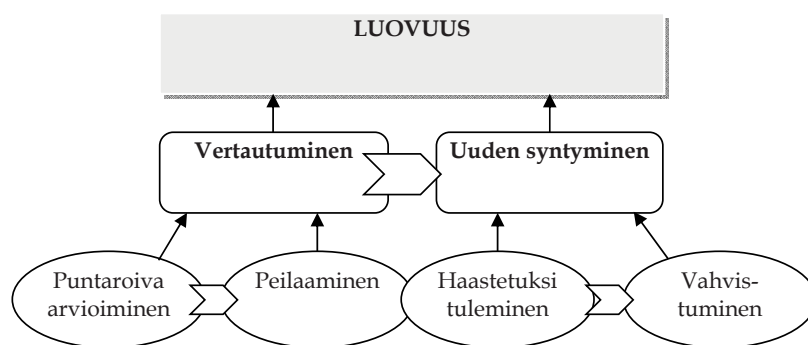 LUOVUUS
Vertautuminen
Uuden syntyminen
Puntaroiva
arvioiminen
Peilaaminen
Haastetuksi
tuleminen
Vahvis-
tuminen